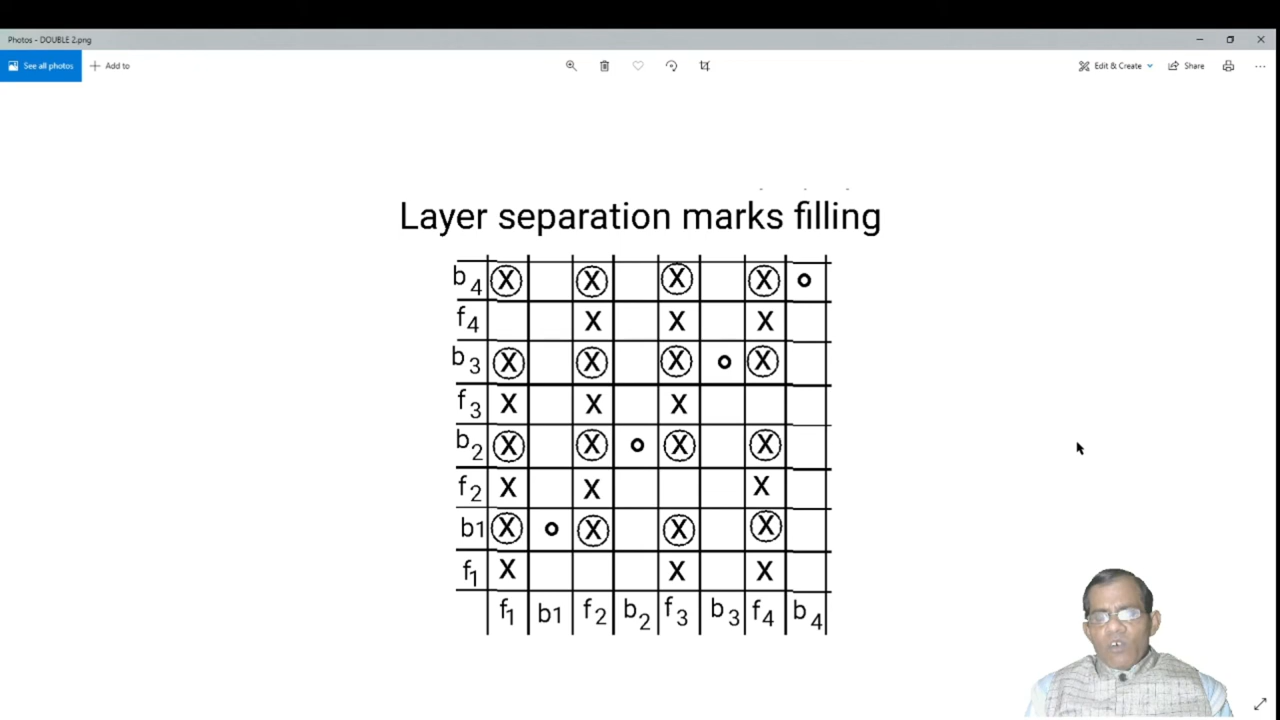 Photos - DOUBLE 2.png
See all photos
Add to
Edit & Create
Share
Layer separation marks filling
b4 X X X X o
f4 X X X
b3 X X X o X
f3 X X X
b2 X X o X X
f2 X X X
b1 X o X X X
f1 X X X
f1 b1 f2 b2 f3 b3 f4 b4